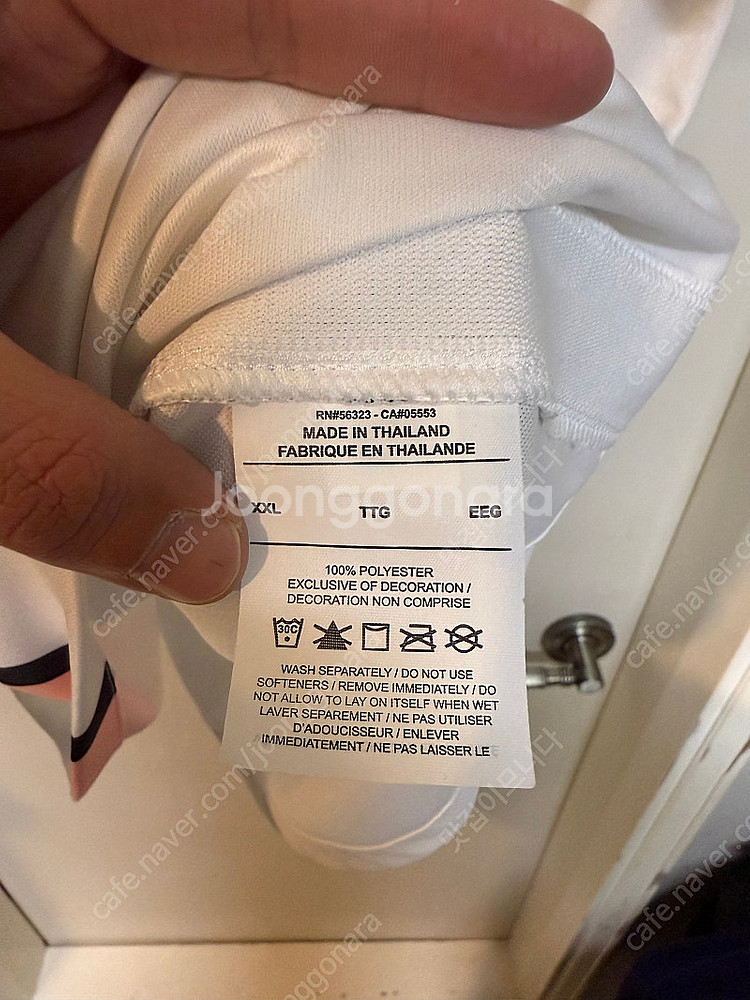 RN#56323 - CA#05553
MADE IN THAILAND
FABRIQUE EN THAILANDE
XXL TTG EEG
Joonggonara
100% POLYESTER
EXCLUSIVE OF DECORATION /
DECORATION NON COMPRISE
30C
WASH SEPARATELY / DO NOT USE
SOFTENERS / REMOVE IMMEDIATELY / DO
NOT ALLOW TO LAY ON ITSELF WHEN WET
LAVER SEPAREMENT / NE PAS UTILISER
D'ADOUCISSEUR / ENLEVER
IMMEDIATEMENT / NE PAS LAISSER LE
cafe.naver.com/joonggonara